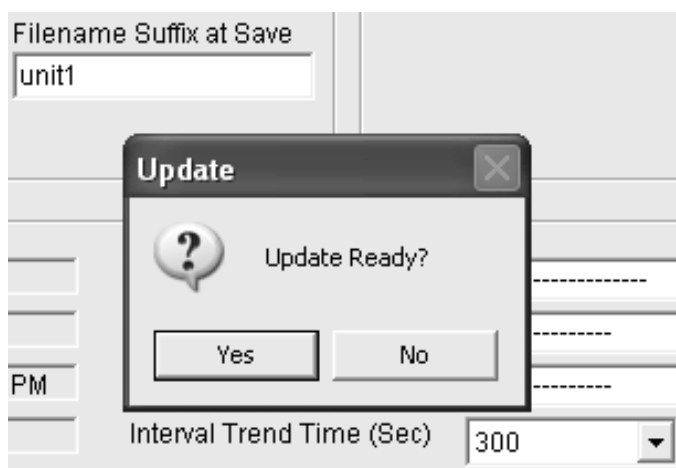 Filename Suffix at Save
unit1
Update
Update Ready?
-------------
Yes
No
---------
PM
---------
Interval Trend Time (Sec)
300